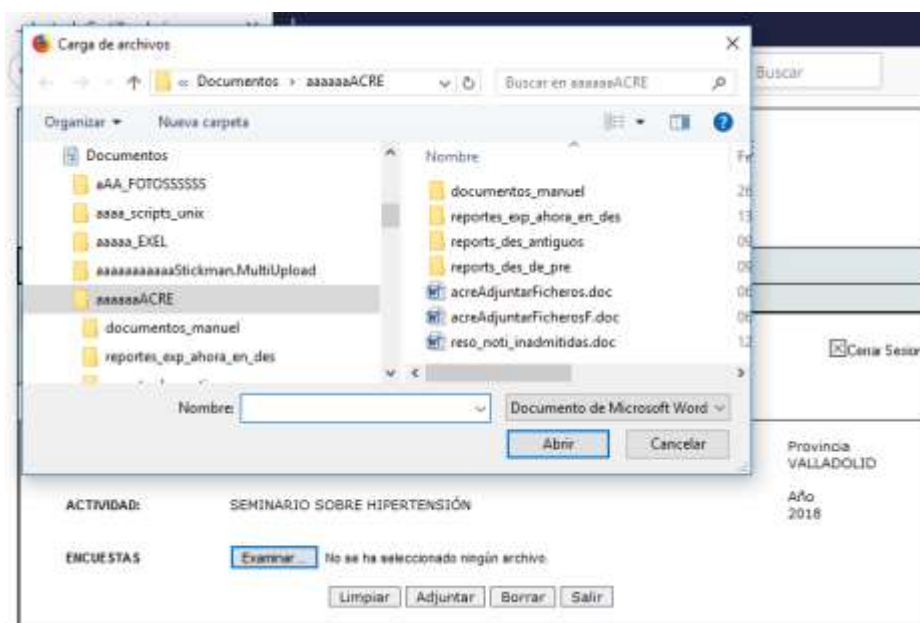 Carga de archivos
« Documentos > aaaaaaACRE
Buscar en aaaaaaACRE
Buscar
Organizar
Nueva carpeta
Documentos
aAA_FOTOSSSSSS
aaaa_scripts_unix
aaaaa_EXEL
aaaaaaaaaaaStickman.MultiUpload
aaaaaaACRE
documentos_manuel
reportes_exp_ahora_en_des
Nombre
documentos_manuel
reportes_exp_ahora_en_des
reports_des_antiguos
reports_des_de_pre
acreAdjuntarFicheros.doc
acreAdjuntarFicherosF.doc
reso_noti_inadmitidas.doc
Cerrar Sesion
Nombre:
Documento de Microsoft Word
Abrir
Cancelar
Provincia
VALLADOLID
ACTIVIDAD:
SEMINARIO SOBRE HIPERTENSIÓN
Año
2018
ENCUESTAS
Examinar...
No se ha seleccionado ningún archivo.
Limpiar
Adjuntar
Borrar
Salir